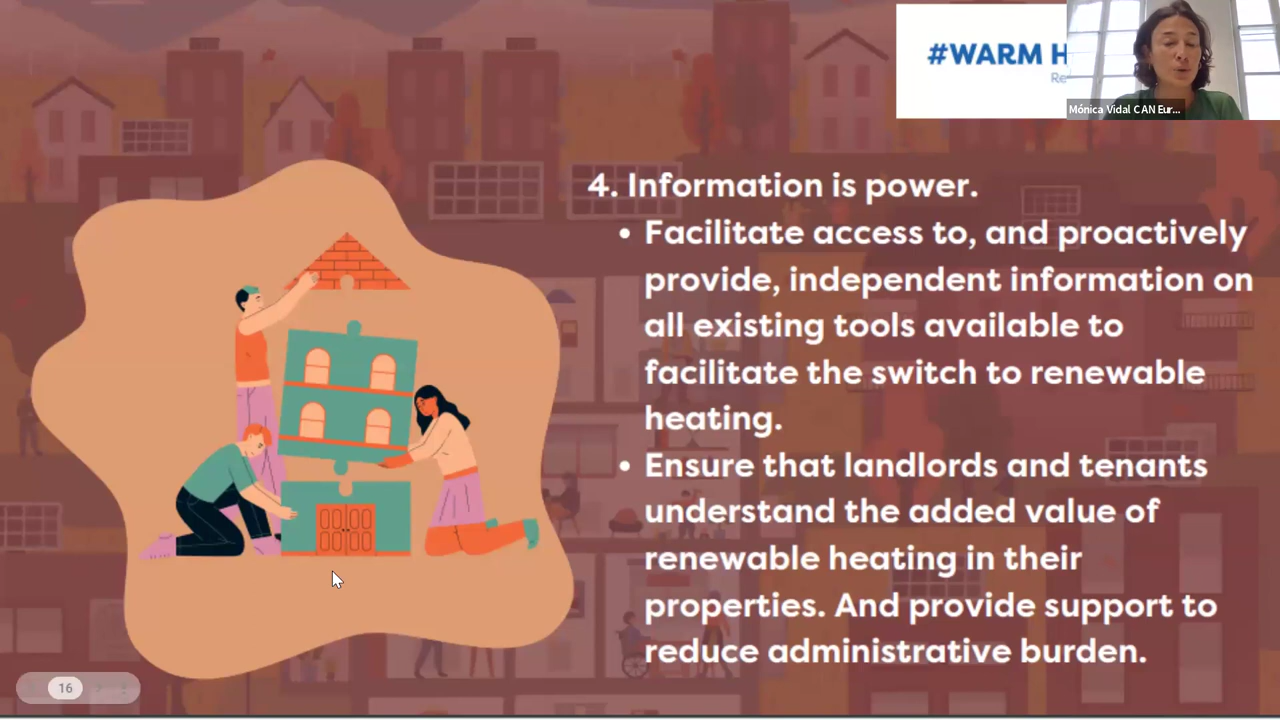 #WARM H
Re
Mónica Vidal CAN Eur...
4. Information is power.
• Facilitate access to, and proactively
provide, independent information on
all existing tools available to
facilitate the switch to renewable
heating.
• Ensure that landlords and tenants
understand the added value of
renewable heating in their
properties. And provide support to
reduce administrative burden.
16